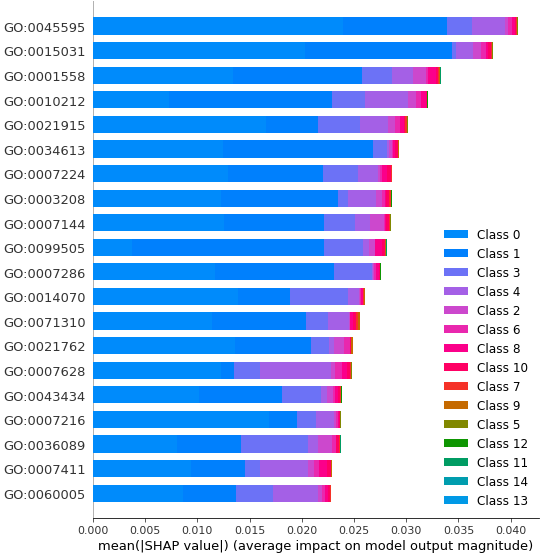 GO:0045595
GO:0015031
GO:0001558
GO:0010212
GO:0021915
GO:0034613
GO:0007224
GO:0003208
GO:0007144
GO:0099505
GO:0007286
GO:0014070
GO:0071310
GO:0021762
GO:0007628
GO:0043434
GO:0007216
GO:0036089
GO:0007411
GO:0060005
Class 0
Class 1
Class 3
Class 4
Class 2
Class 6
Class 8
Class 10
Class 7
Class 9
Class 5
Class 12
Class 11
Class 14
Class 13
0.000 0.005 0.010 0.015 0.020 0.025 0.030 0.035 0.040
mean(|SHAP value|) (average impact on model output magnitude)